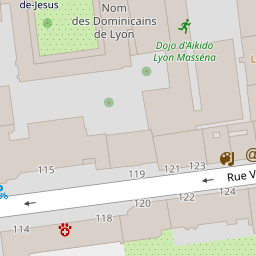 de-Jesus
Nom
des Dominicains
de Lyon
Dojo d'Aïkido
Lyon Masséna
L
@
115
119
121
123
Rue V
114
118
120
122
124